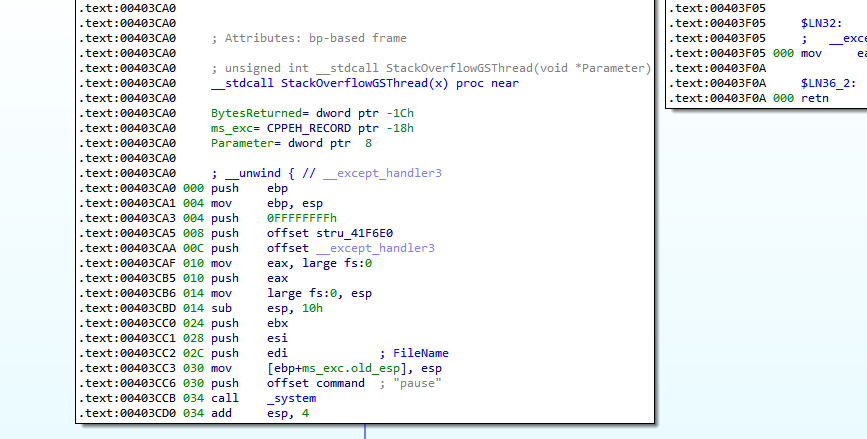 .text:00403CA0
.text:00403CA0
.text:00403CA0 ; Attributes: bp-based frame
.text:00403CA0
.text:00403CA0 ; unsigned int __stdcall StackOverflowGSThread(void *Parameter)
.text:00403CA0 __stdcall StackOverflowGSThread(x) proc near
.text:00403CA0
.text:00403CA0 BytesReturned= dword ptr -1Ch
.text:00403CA0 ms_exc= CPPEH_RECORD ptr -18h
.text:00403CA0 Parameter= dword ptr  8
.text:00403CA0
.text:00403CA0 ; __unwind { // __except_handler3
.text:00403CA0 000 push    ebp
.text:00403CA1 004 mov     ebp, esp
.text:00403CA3 004 push    0FFFFFFFFh
.text:00403CA5 008 push    offset stru_41F6E0
.text:00403CAA 00C push    offset __except_handler3
.text:00403CAF 010 mov     eax, large fs:0
.text:00403CB5 010 push    eax
.text:00403CB6 014 mov     large fs:0, esp
.text:00403CBD 014 sub     esp, 10h
.text:00403CC0 024 push    ebx
.text:00403CC1 028 push    esi
.text:00403CC2 02C push    edi             ; FileName
.text:00403CC3 030 mov     [ebp+ms_exc.old_esp], esp
.text:00403CC6 030 push    offset command  ; "pause"
.text:00403CCB 034 call    _system
.text:00403CD0 034 add     esp, 4
.text:00403F05
.text:00403F05 $LN32:
.text:00403F05 ;   __exce
.text:00403F05 000 mov     ea
.text:00403F0A
.text:00403F0A $LN36_2:
.text:00403F0A 000 retn